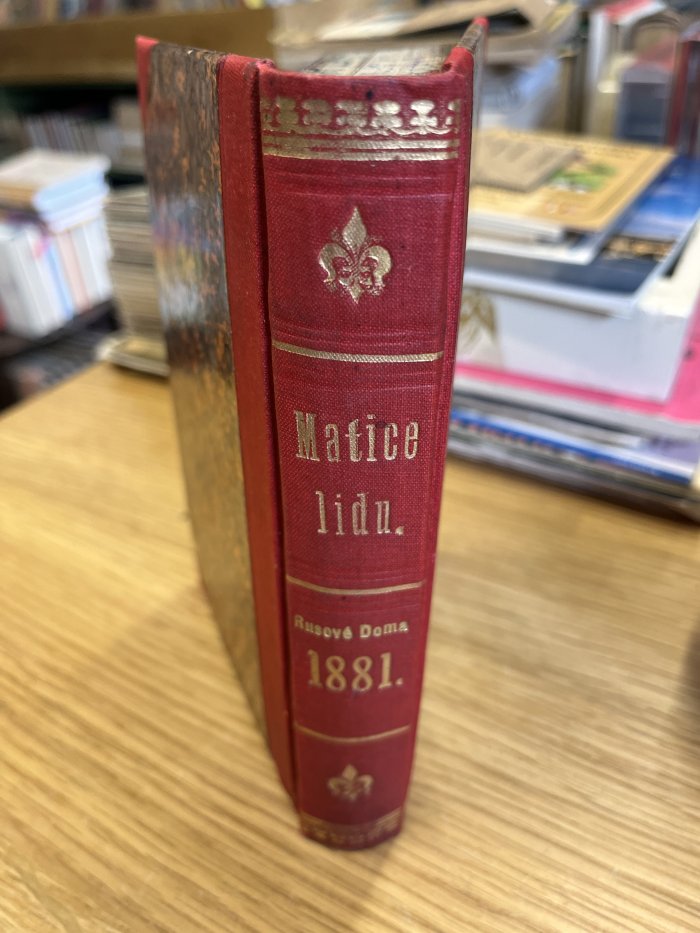 Matice
lidu.
Rusové Doma
1881.